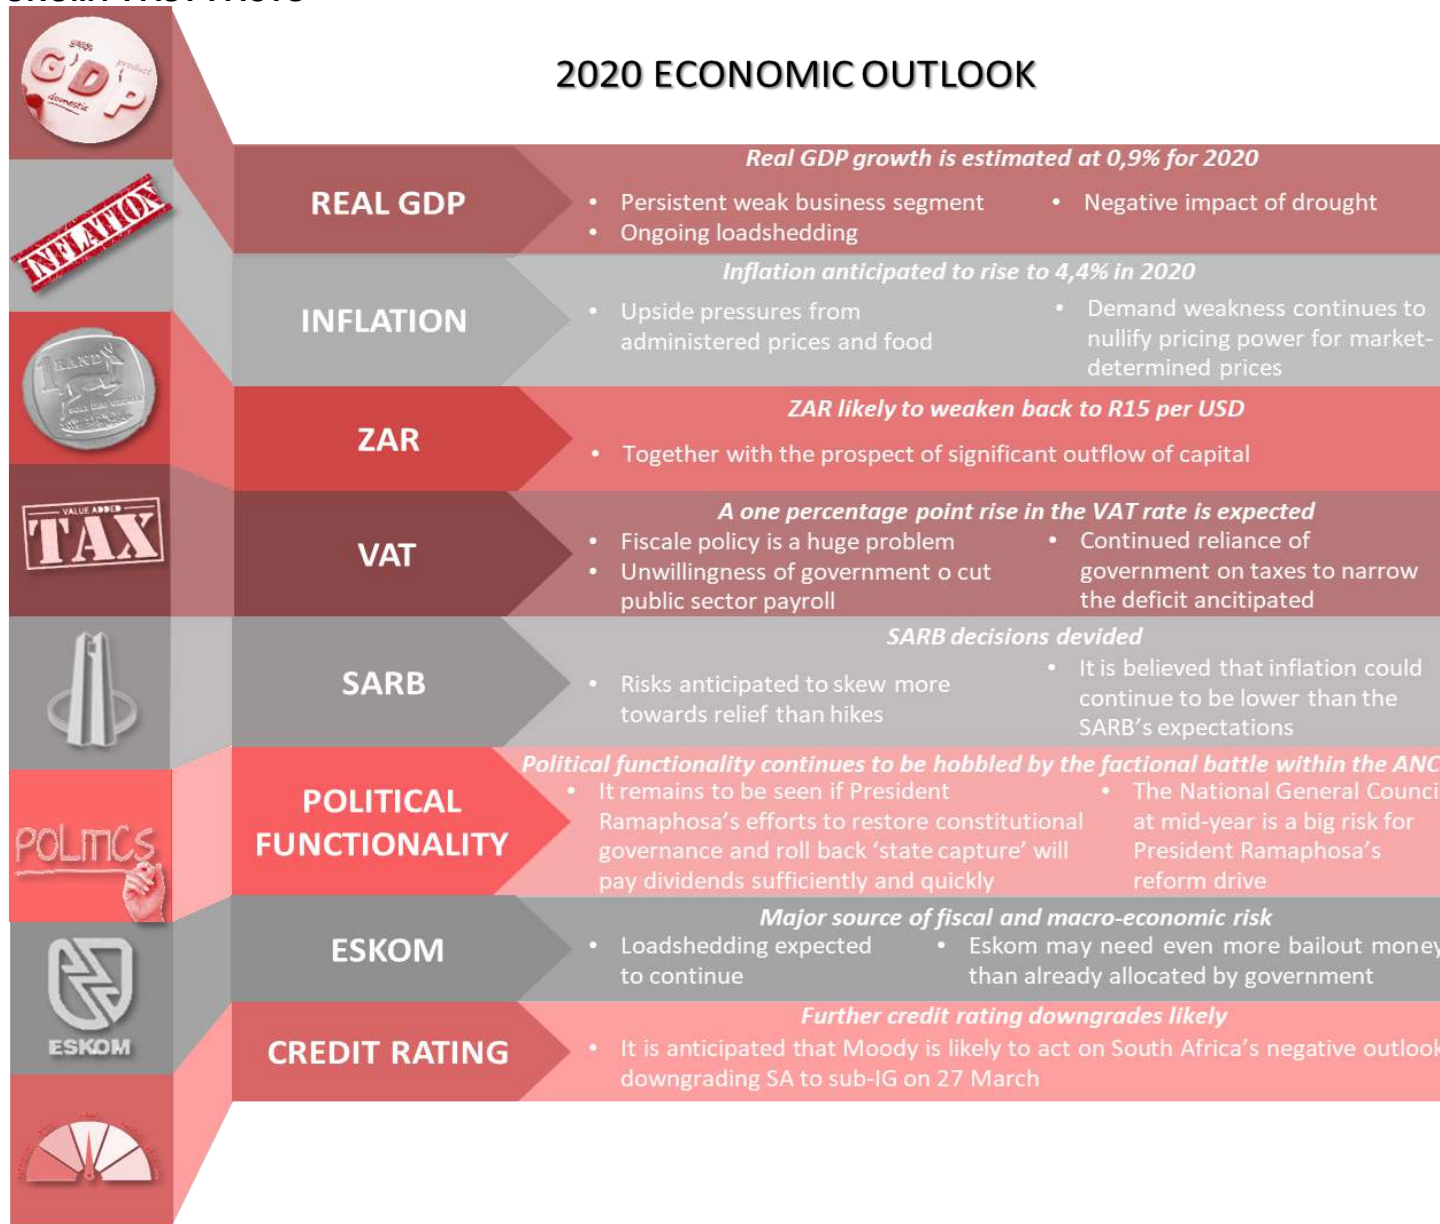 2020 ECONOMIC OUTLOOK
gross
product
GDP
domestic
REAL GDP
Real GDP growth is estimated at 0,9% for 2020
• Persistent weak business segment
• Ongoing loadshedding
• Negative impact of drought
INFLATION
INFLATION
Inflation anticipated to rise to 4,4% in 2020
• Upside pressures from
administered prices and food
• Demand weakness continues to
nullify pricing power for market-
determined prices
1 RAND
ZAR
ZAR likely to weaken back to R15 per USD
• Together with the prospect of significant outflow of capital
VALUE ADDED
TAX
VAT
A one percentage point rise in the VAT rate is expected
• Fiscale policy is a huge problem
• Unwillingness of government o cut
public sector payroll
• Continued reliance of
government on taxes to narrow
the deficit ancitipated
SARB
SARB decisions devided
• Risks anticipated to skew more
towards relief than hikes
• It is believed that inflation could
continue to be lower than the
SARB's expectations
POLITICS
POLITICAL
FUNCTIONALITY
Political functionality continues to be hobbled by the factional battle within the ANC
• It remains to be seen if President
Ramaphosa's efforts to restore constitutional
governance and roll back 'state capture' will
pay dividends sufficiently and quickly
• The National General Counci
at mid-year is a big risk for
President Ramaphosa's
reform drive
ESKOM
ESKOM
Major source of fiscal and macro-economic risk
• Loadshedding expected
to continue
• Eskom may need even more bailout money
than already allocated by government
CREDIT RATING
Further credit rating downgrades likely
• It is anticipated that Moody is likely to act on South Africa's negative outlook
downgrading SA to sub-IG on 27 March